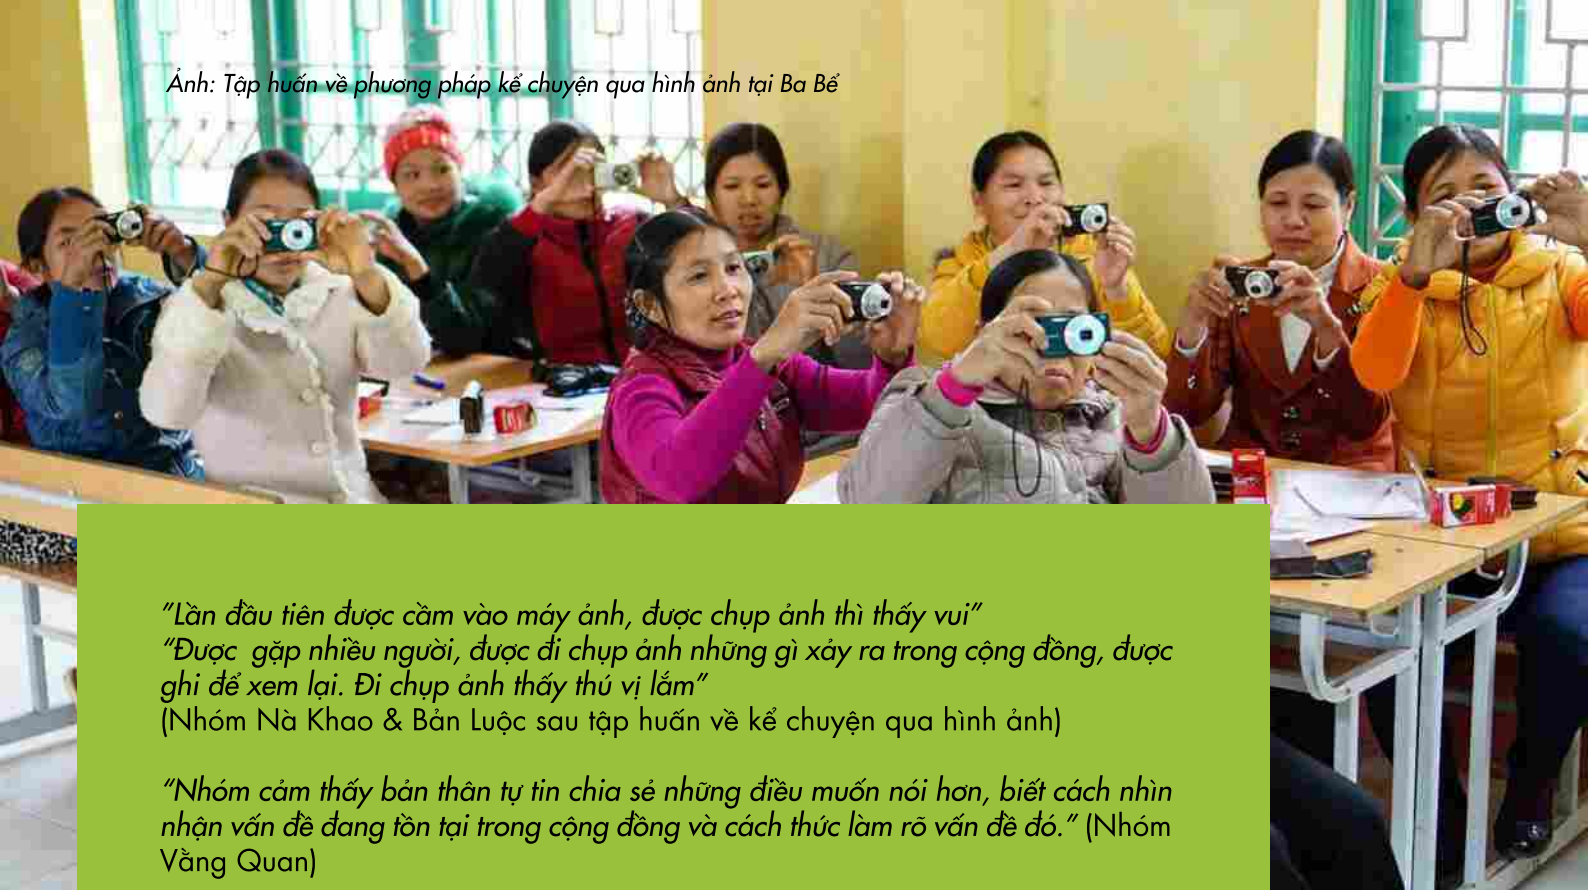 Ảnh: Tập huấn về phương pháp kể chuyện qua hình ảnh tại Ba Bể
"Lần đầu tiên được cầm vào máy ảnh, được chụp ảnh thì thấy vui"
"Được  gặp nhiều người, được đi chụp ảnh những gì xảy ra trong cộng đồng, được
ghi để xem lại. Đi chụp ảnh thấy thú vị lắm"
(Nhóm Nà Khao & Bản Luộc sau tập huấn về kể chuyện qua hình ảnh)
"Nhóm cảm thấy bản thân tự tin chia sẻ những điều muốn nói hơn, biết cách nhìn
nhận vấn đề đang tồn tại trong cộng đồng và cách thức làm rõ vấn đề đó." (Nhóm
Vằng Quan)